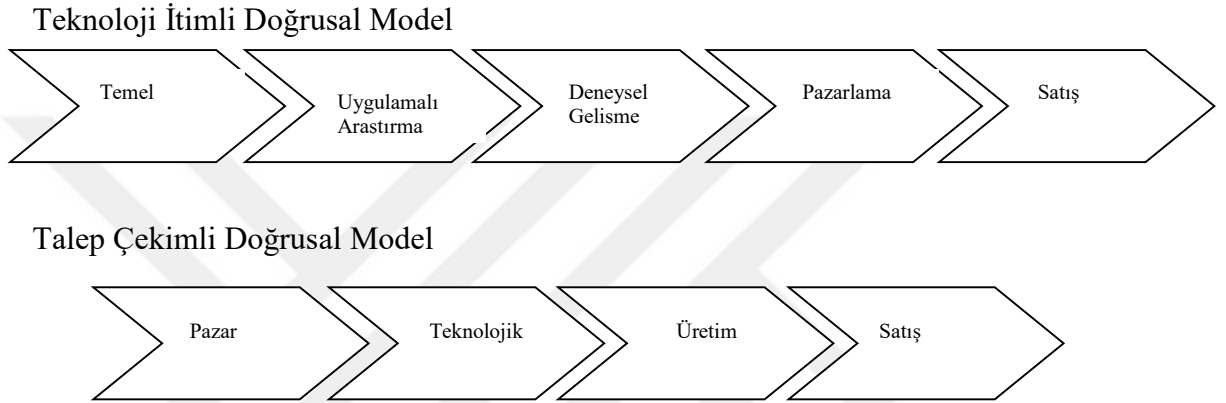 Teknoloji İtimli Doğrusal Model
Temel
Uygulamalı
Arastırma
Deneysel
Gelisme
Pazarlama
Satış
Talep Çekimli Doğrusal Model
Pazar
Teknolojik
Üretim
Satış